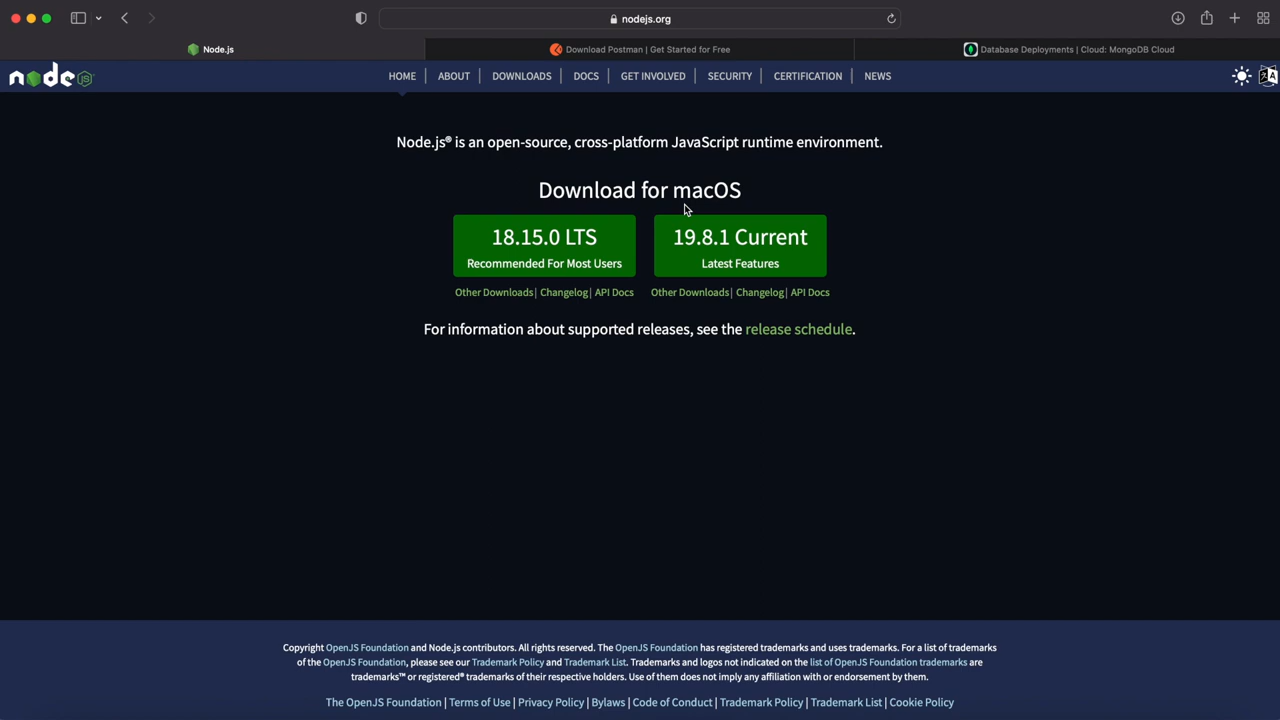 nodejs.org
Node.js
Download Postman | Get Started for Free
Database Deployments | Cloud: MongoDB Cloud
node JS
HOME | ABOUT | DOWNLOADS | DOCS | GET INVOLVED | SECURITY | CERTIFICATION | NEWS
Node.js® is an open-source, cross-platform JavaScript runtime environment.
Download for macOS
18.15.0 LTS
Recommended For Most Users
19.8.1 Current
Latest Features
Other Downloads | Changelog | API Docs
Other Downloads | Changelog | API Docs
For information about supported releases, see the release schedule.
Copyright OpenJS Foundation and Node.js contributors. All rights reserved. The OpenJS Foundation has registered trademarks and uses trademarks. For a list of trademarks
of the OpenJS Foundation, please see our Trademark Policy and Trademark List. Trademarks and logos not indicated on the list of OpenJS Foundation trademarks are
trademarks™ or registered® trademarks of their respective holders. Use of them does not imply any affiliation with or endorsement by them.
The OpenJS Foundation | Terms of Use | Privacy Policy | Bylaws | Code of Conduct | Trademark Policy | Trademark List | Cookie Policy